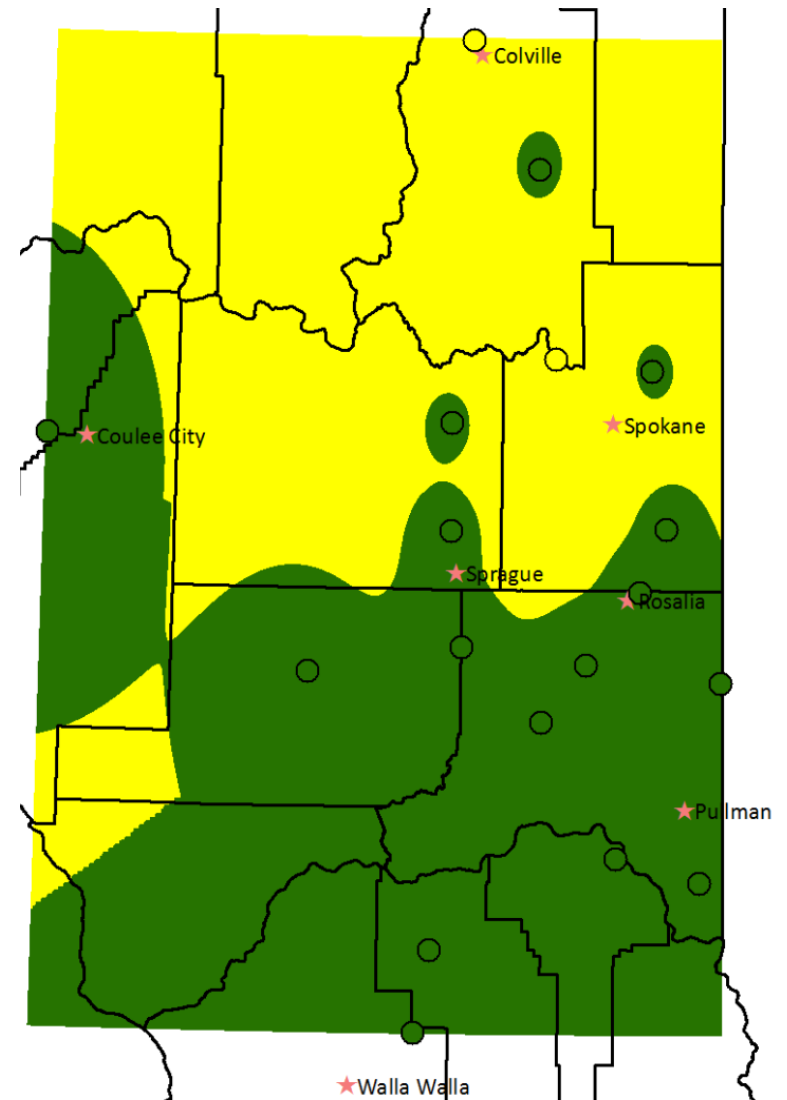 Colville
Coulee City
Spokane
Sprague
Rosalia
Pullman
Walla Walla